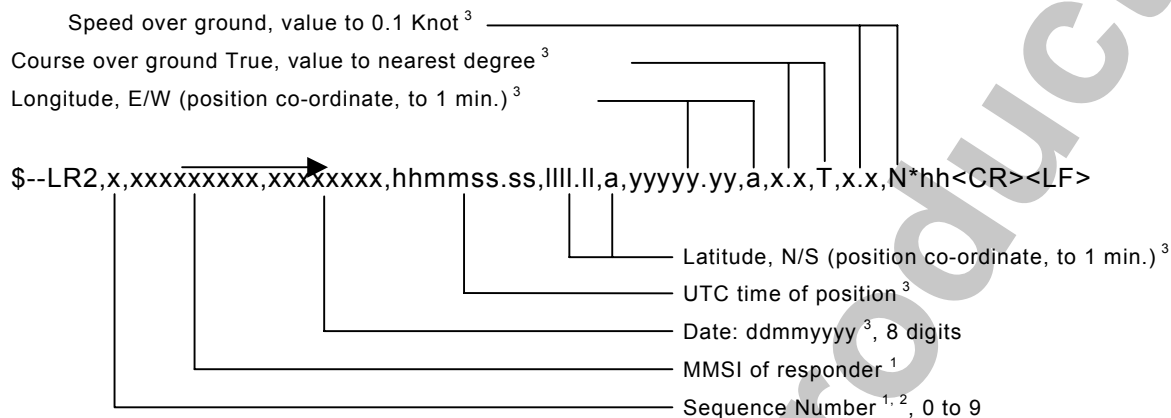 Speed over ground, value to 0.1 Knot 3
Course over ground True, value to nearest degree 3
Longitude, E/W (position co-ordinate, to 1 min.) 3
$--LR2,x,xxxxxxxxx,xxxxxxxx,hhmmss.ss,llll.ll,a,yyyyy.yy,a,x.x,T,x.x,N*hh<CR><LF>
Latitude, N/S (position co-ordinate, to 1 min.) 3
UTC time of position 3
Date: ddmmyyyy 3, 8 digits
MMSI of responder 1
Sequence Number 1, 2, 0 to 9